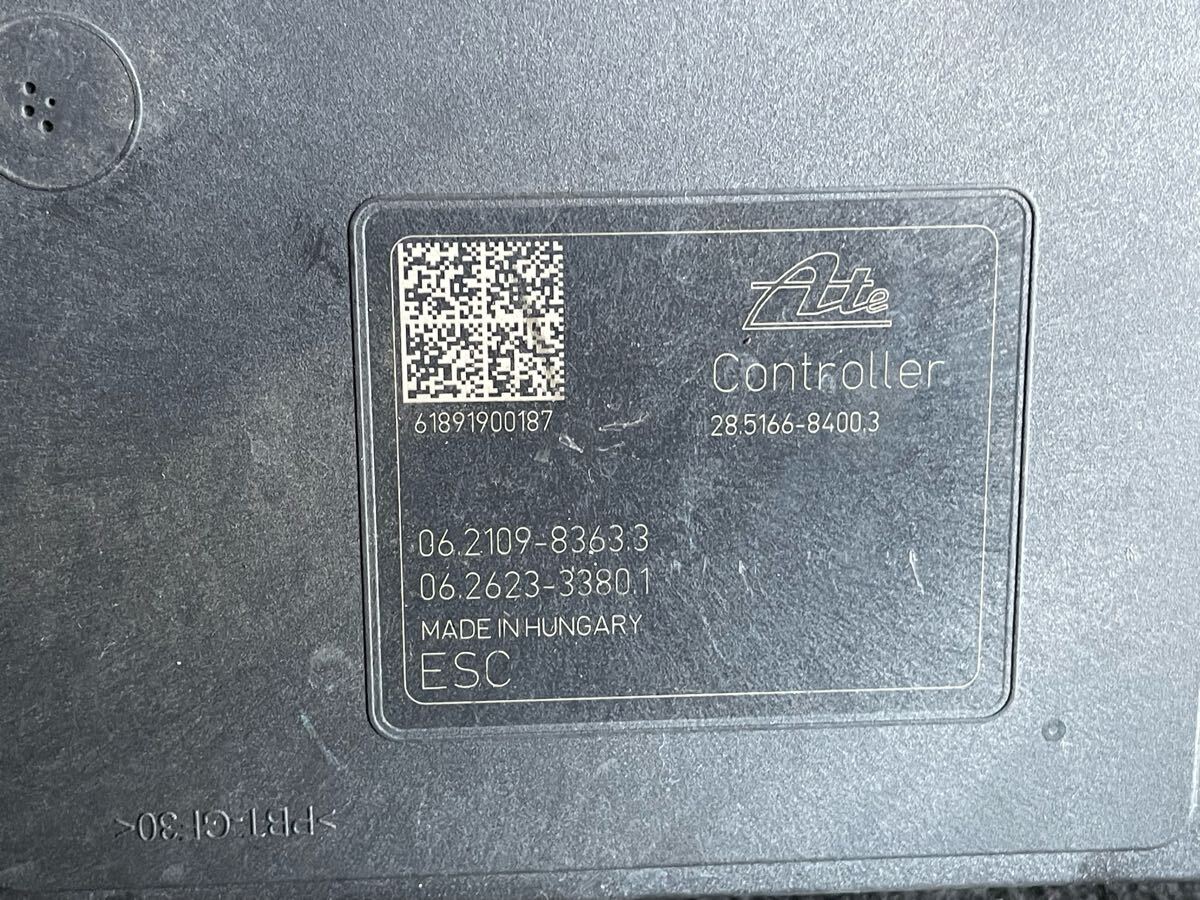 Ate
Controller
61891900187
28.5166-8400.3
06.2109-8363.3
06.2623-3380.1
MADE IN HUNGARY
ESC
>PBT-GF30<